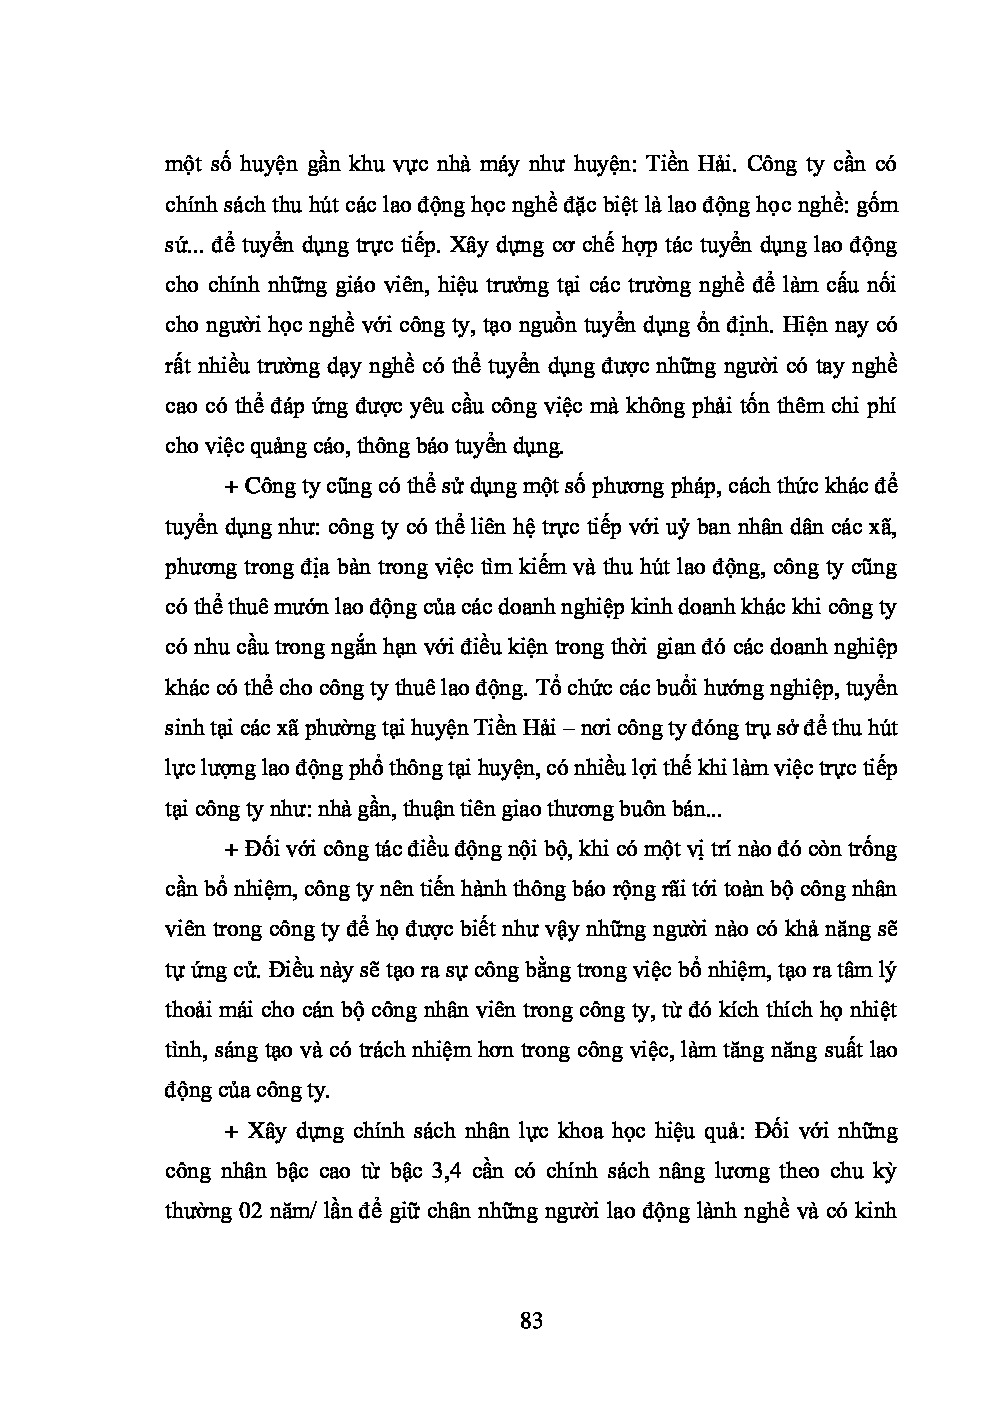 một số huyện gần khu vực nhà máy như huyện: Tiền Hải. Công ty cần có
chính sách thu hút các lao động học nghề đặc biệt là lao động học nghề: gốm
sứ... để tuyển dụng trực tiếp. Xây dựng cơ chế hợp tác tuyển dụng lao động
cho chính những giáo viên, hiệu trưởng tại các trường nghề để làm cấu nối
cho người học nghề với công ty, tạo nguồn tuyển dụng ổn định. Hiện nay có
rất nhiều trường dạy nghề có thể tuyển dụng được những người có tay nghề
cao có thể đáp ứng được yêu cầu công việc mà không phải tốn thêm chi phí
cho việc quảng cáo, thông báo tuyển dụng.
+ Công ty cũng có thể sử dụng một số phương pháp, cách thức khác để
tuyển dụng như: công ty có thể liên hệ trực tiếp với uỷ ban nhân dân các xã,
phương trong địa bàn trong việc tìm kiếm và thu hút lao động, công ty cũng
có thể thuê mướn lao động của các doanh nghiệp kinh doanh khác khi công ty
có nhu cầu trong ngắn hạn với điều kiện trong thời gian đó các doanh nghiệp
khác có thể cho công ty thuê lao động. Tổ chức các buổi hướng nghiệp, tuyển
sinh tại các xã phường tại huyện Tiền Hải – nơi công ty đóng trụ sở để thu hút
lực lượng lao động phổ thông tại huyện, có nhiều lợi thế khi làm việc trực tiếp
tại công ty như: nhà gần, thuận tiên giao thương buôn bán...
+ Đối với công tác điều động nội bộ, khi có một vị trí nào đó còn trống
cần bổ nhiệm, công ty nên tiến hành thông báo rộng rãi tới toàn bộ công nhân
viên trong công ty để họ được biết như vậy những người nào có khả năng sẽ
tự ứng cử. Điều này sẽ tạo ra sự công bằng trong việc bổ nhiệm, tạo ra tâm lý
thoải mái cho cán bộ công nhân viên trong công ty, từ đó kích thích họ nhiệt
tình, sáng tạo và có trách nhiệm hơn trong công việc, làm tăng năng suất lao
động của công ty.
+ Xây dựng chính sách nhân lực khoa học hiệu quả: Đối với những
công nhân bậc cao từ bậc 3,4 cần có chính sách nâng lương theo chu kỳ
thường 02 năm/ lần để giữ chân những người lao động lành nghề và có kinh
83